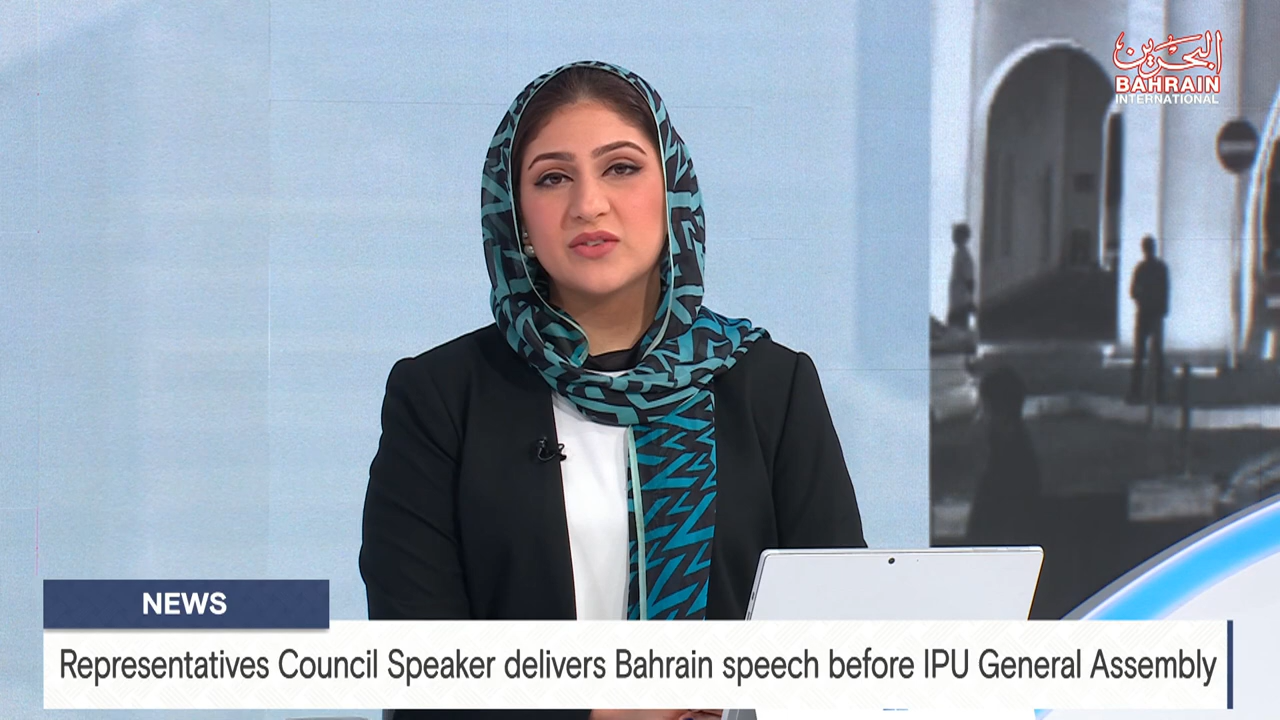 البحرين
BAHRAIN
INTERNATIONAL
NEWS
Representatives Council Speaker delivers Bahrain speech before IPU General Assembly